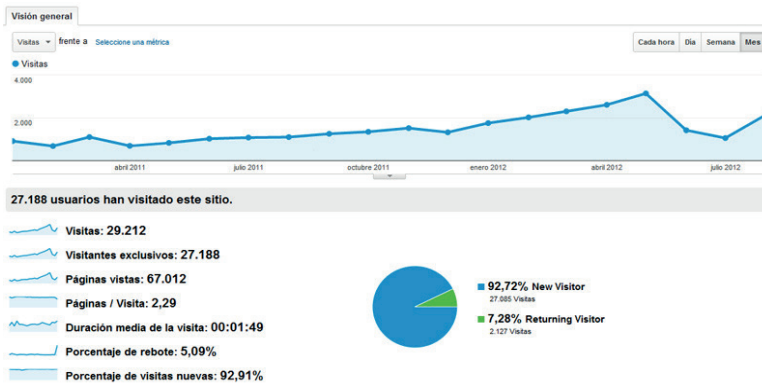 Visión general
Visitas frente a Seleccione una métrica
Cada hora Día Semana Mes
Visitas
4.000
2.000
abril 2011 julio 2011 octubre 2011 enero 2012 abril 2012 julio 2012
27.188 usuarios han visitado este sitio.
Visitas: 29.212
Visitantes exclusivos: 27.188
Páginas vistas: 67.012
Páginas / Visita: 2,29
Duración media de la visita: 00:01:49
Porcentaje de rebote: 5,09%
Porcentaje de visitas nuevas: 92,91%
92,72% New Visitor
27.085 Visitas
7,28% Returning Visitor
2.127 Visitas